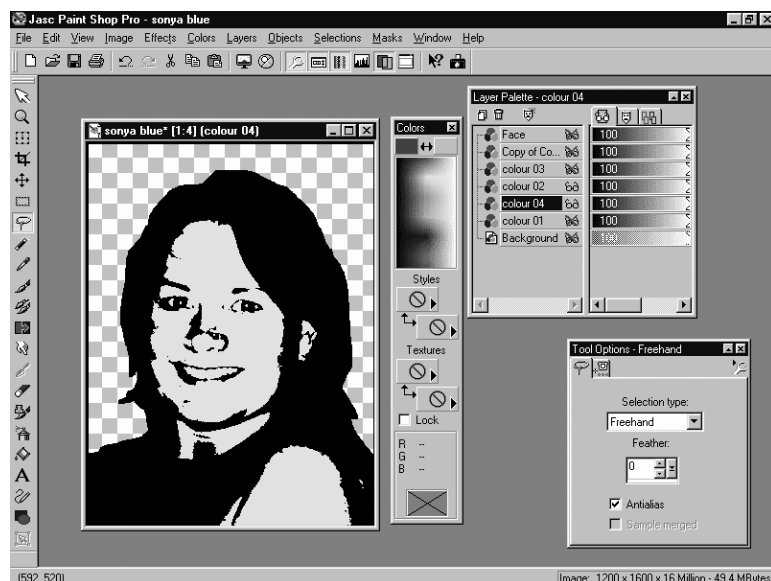 Jasc Paint Shop Pro - sonya blue
File Edit View Image Effects Colors Layers Objects Selections Masks Window Help
sonya blue* [1:4] (colour 04)
Colors
Styles
Textures
Lock
R --
G --
B --
Layer Palette - colour 04
Face 100
Copy of Co... 100
colour 03 100
colour 02 100
colour 04 100
colour 01 100
Background 100
Tool Options - Freehand
Selection type:
Freehand
Feather:
0
Antialias
Sample merged
(592, 520)
Image: 1200 x 1600 x 16 Million - 49.4 MBytes